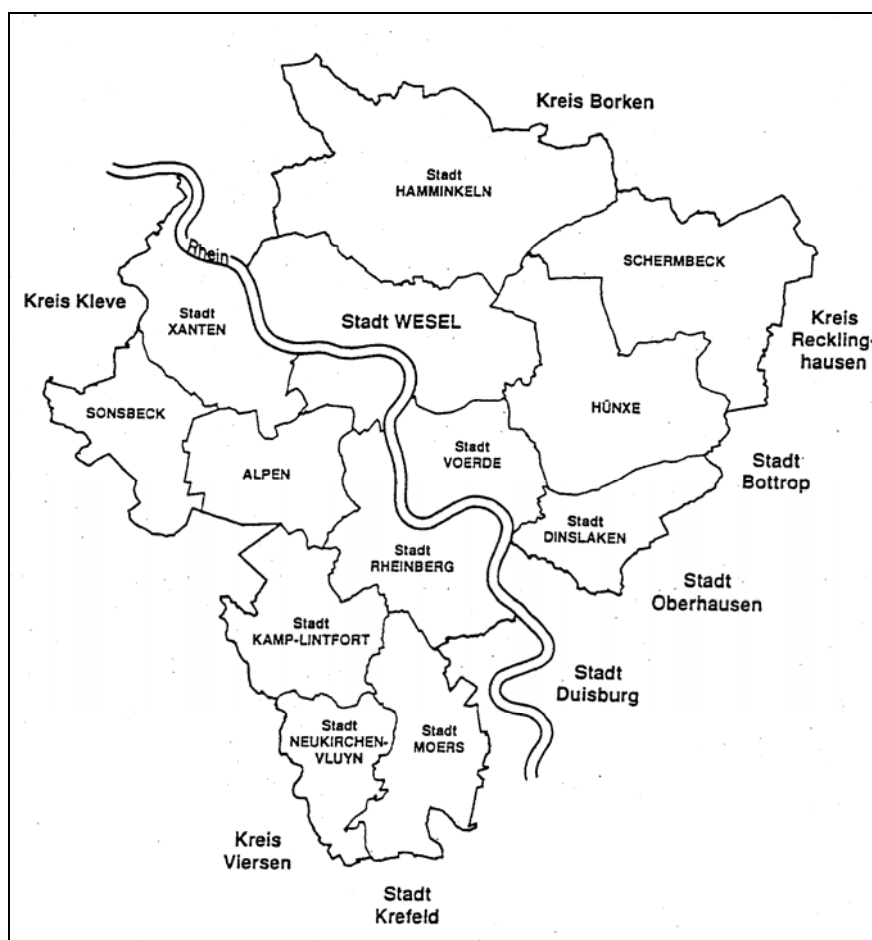 Kreis Borken
Stadt
HAMMINKELN
Rhein
SCHERMBECK
Kreis Kleve
Stadt
XANTEN
Stadt WESEL
Kreis
Reckling-
hausen
SONSBECK
HÜNXE
Stadt
VOERDE
ALPEN
Stadt
Bottrop
Stadt
DINSLAKEN
Stadt
RHEINBERG
Stadt
Oberhausen
Stadt
KAMP-LINTFORT
Stadt
Duisburg
Stadt
NEUKIRCHEN-
VLUYN
Stadt
MOERS
Kreis
Viersen
Stadt
Krefeld